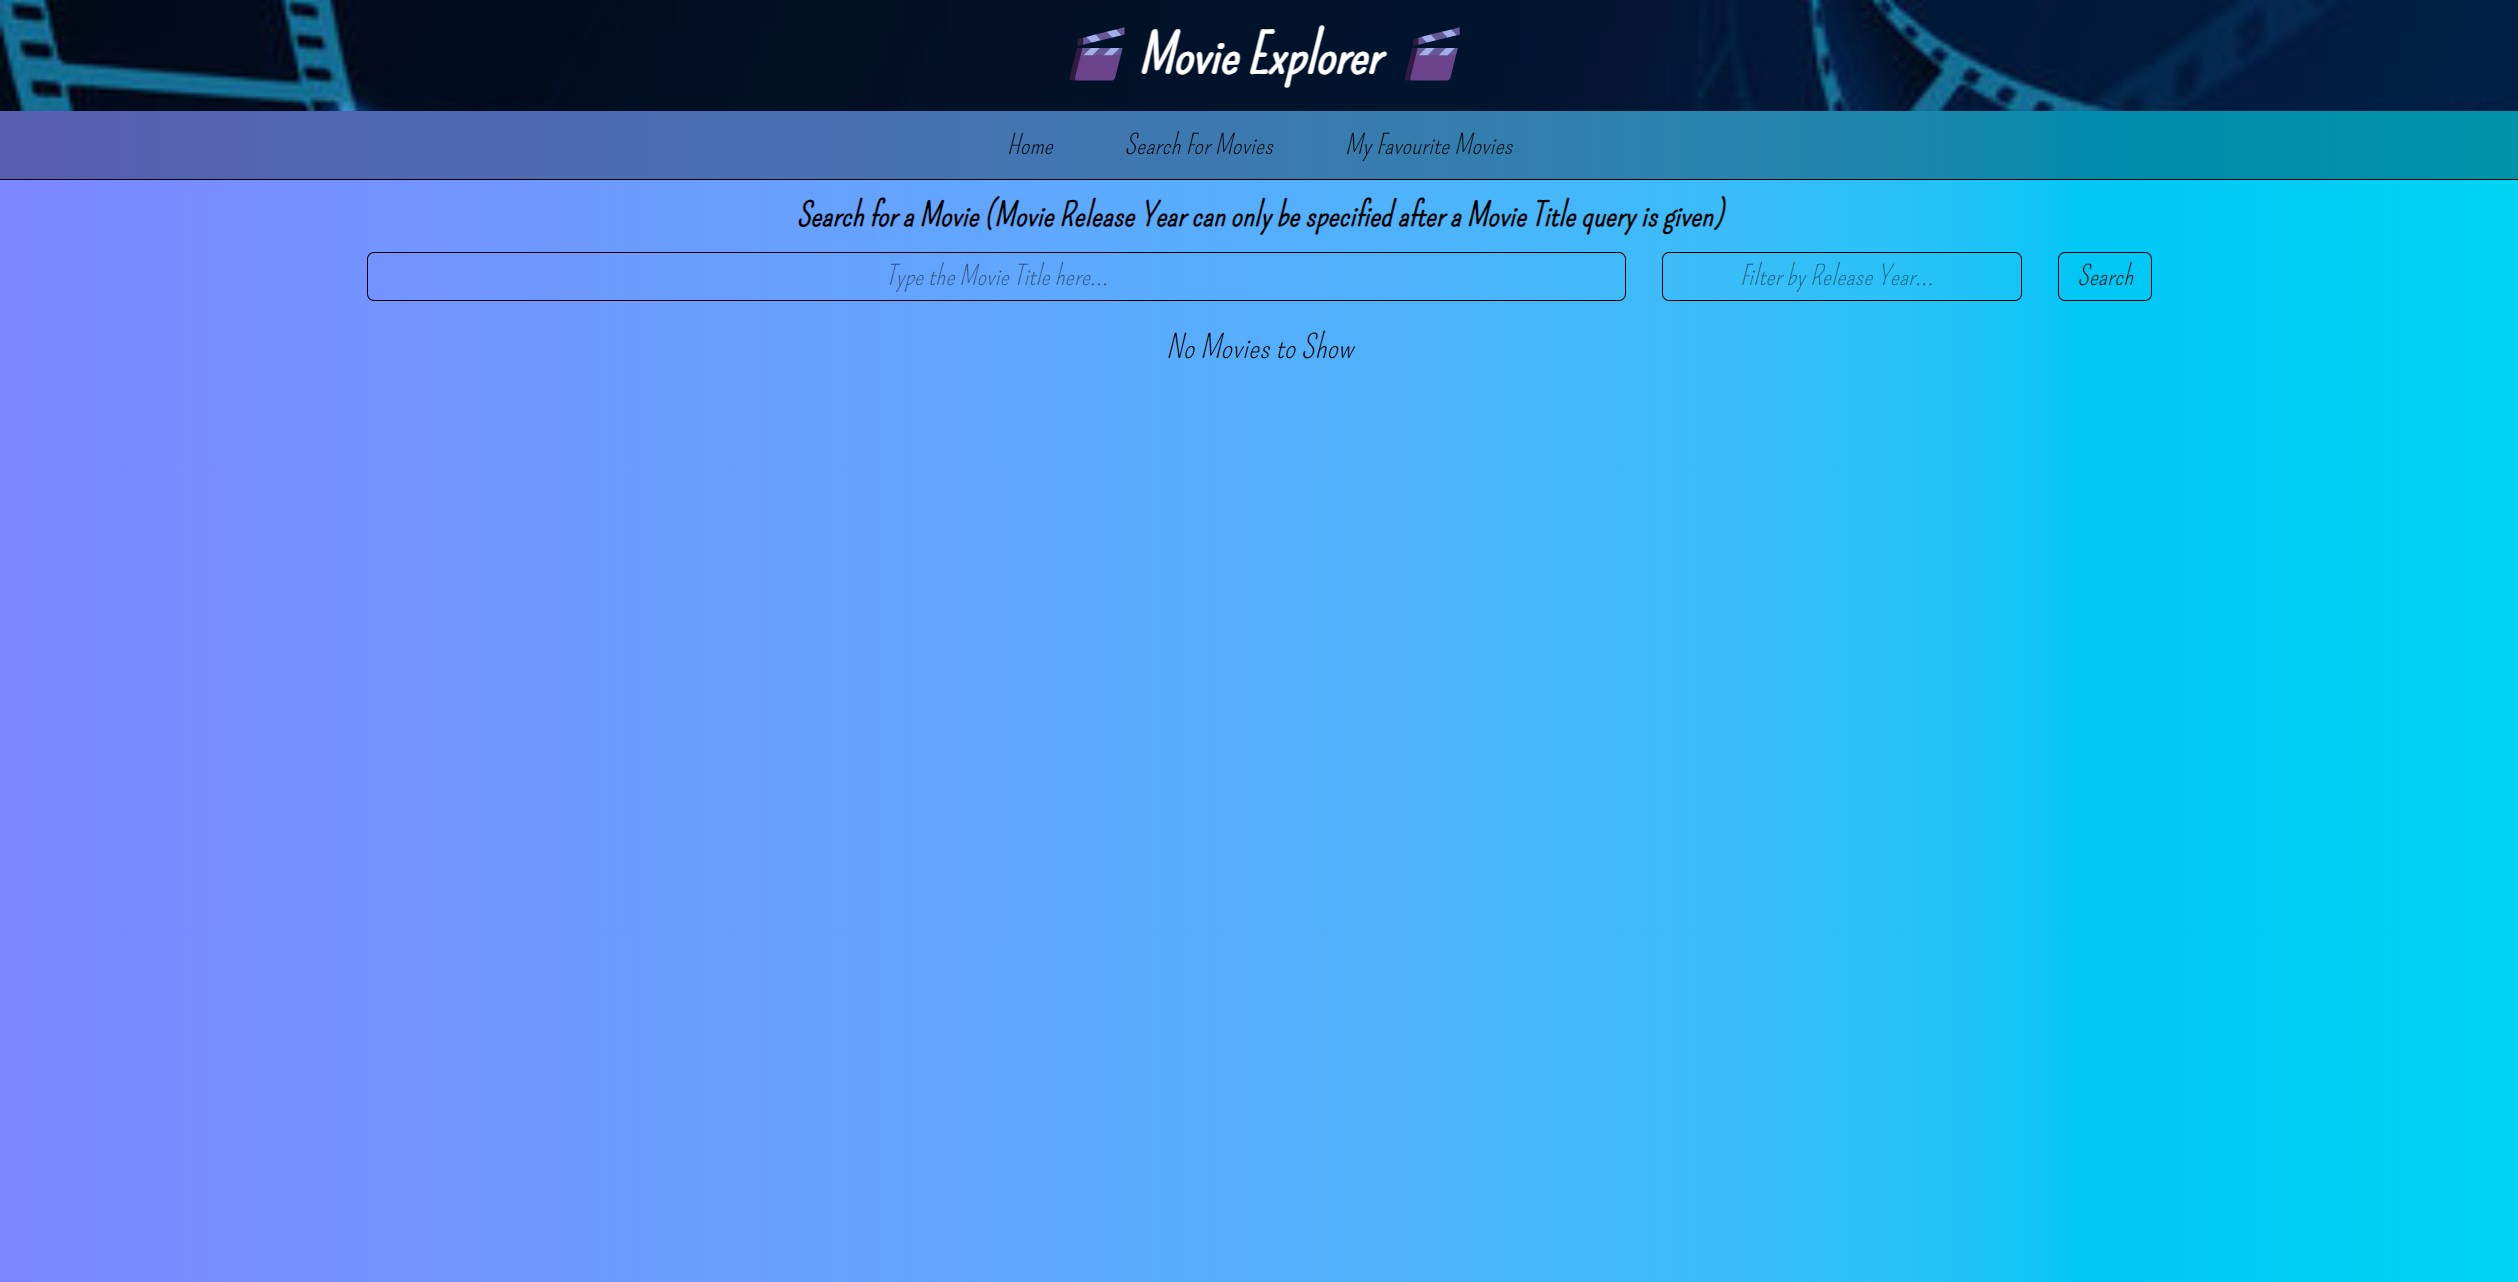 Movie Explorer
Home Search For Movies My Favourite Movies
Search for a Movie (Movie Release Year can only be specified after a Movie Title query is given)
Type the Movie Title here... Filter by Release Year... Search
No Movies to Show